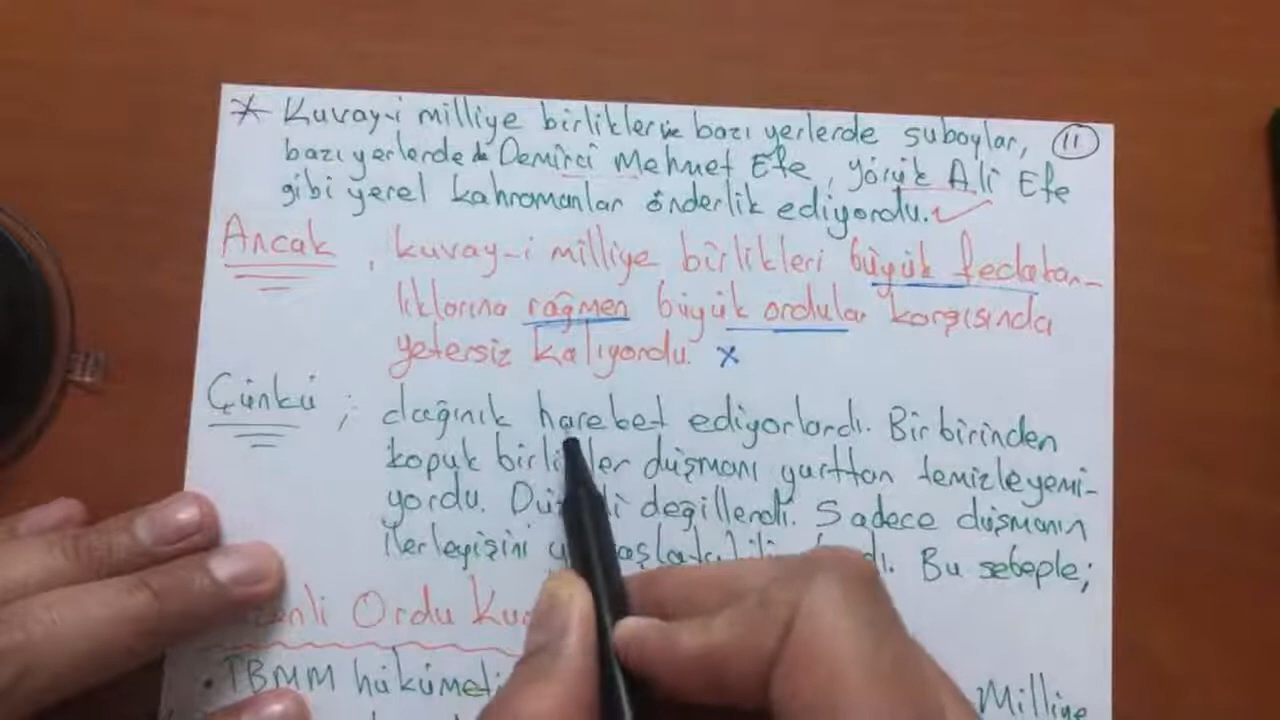 * Kuvay-i milliye birliklerine bazı yerlerde subaylar, 11
bazı yerlerde de Demirci Mehmet Efe, yörük Ali Efe
gibi yerel kahramanlar önderlik ediyordu.
Ancak, kuvay-i milliye birlikleri büyük fedakar-
lıklarına rağmen büyük ordular karşısında
yetersiz kalıyordu. x
Çünkü; dağınık hareket ediyorlardı. Birbirinden
kopuk birlikler düşmanı yurttan temizleyemi-
yordu. değillerdi. Sadece düşmanın
ilerleyişini Bu sebeple;
Ordu
• TBMM hükümeti Milliye